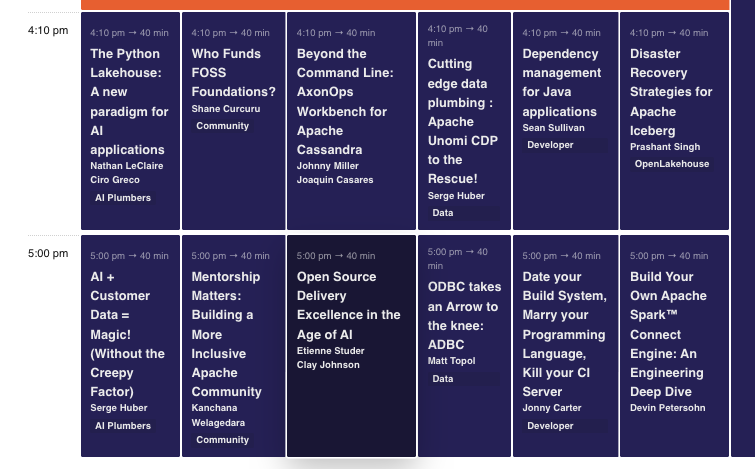 4:10 pm
4:10 pm → 40 min
The Python
Lakehouse:
A new
paradigm for
AI
applications
Nathan LeClaire
Ciro Greco
AI Plumbers
4:10 pm → 40 min
Who Funds
FOSS
Foundations?
Shane Curcuru
Community
4:10 pm → 40 min
Beyond the
Command Line:
AxonOps
Workbench for
Apache
Cassandra
Johnny Miller
Joaquin Casares
4:10 pm → 40
min
Cutting
edge data
plumbing :
Apache
Unomi CDP
to the
Rescue!
Serge Huber
Data
4:10 pm → 40 min
Dependency
management
for Java
applications
Sean Sullivan
Developer
4:10 pm → 40 min
Disaster
Recovery
Strategies for
Apache
Iceberg
Prashant Singh
OpenLakehouse
5:00 pm
5:00 pm → 40 min
AI +
Customer
Data =
Magic!
(Without the
Creepy
Factor)
Serge Huber
AI Plumbers
5:00 pm → 40 min
Mentorship
Matters:
Building a
More
Inclusive
Apache
Community
Kanchana
Welagedara
Community
5:00 pm → 40 min
Open Source
Delivery
Excellence in the
Age of AI
Etienne Studer
Clay Johnson
5:00 pm → 40
min
ODBC takes
an Arrow to
the knee:
ADBC
Matt Topol
Data
5:00 pm → 40 min
Date your
Build System,
Marry your
Programming
Language,
Kill your CI
Server
Jonny Carter
Developer
5:00 pm → 40 min
Build Your
Own Apache
Spark™
Connect
Engine: An
Engineering
Deep Dive
Devin Petersohn